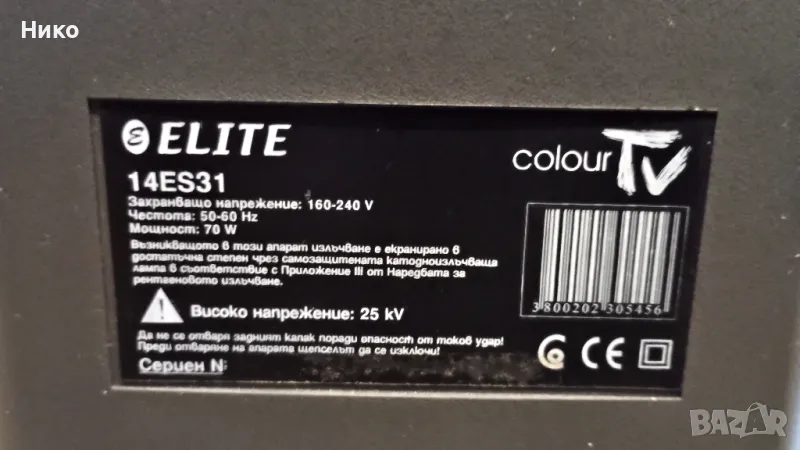 Нико
ELITE
colour TV
14ES31
Захранващо напрежение: 160-240 V
Честота: 50-60 Hz
Мощност: 70 W
Възникващото в този апарат излъчване е екранирано в
достатъчна степен чрез самозащитената катодноизлъчваща
лампа в съответствие с Приложение III от Наредбата за
рентгеновото излъчване.
3800202305456
Високо напрежение: 25 kV
Да не се отваря задният капак поради опасност от токов удар!
Преди отваряне на апарата щепселът да се изключи!
CE
Сериен N:
BAZAR